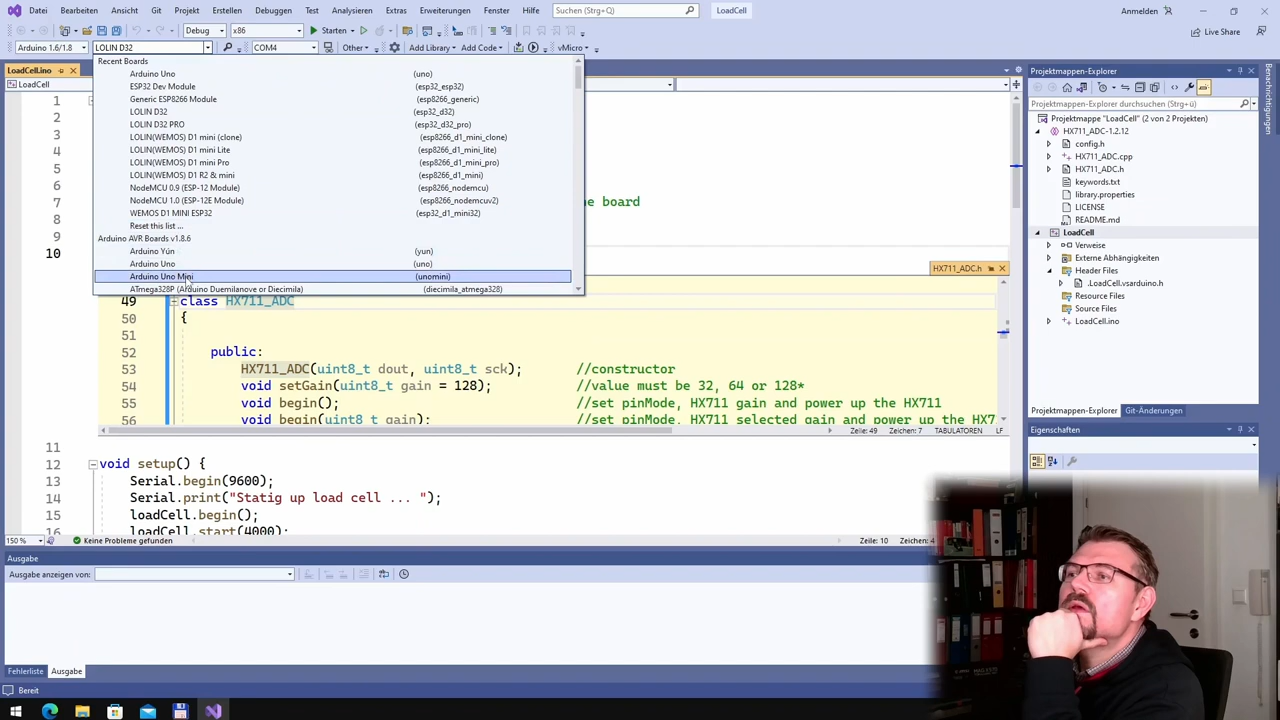 Datei Bearbeiten Ansicht Git Projekt Erstellen Debuggen Test Analysieren Extras Erweiterungen Fenster Hilfe Suchen (Strg+Q) LoadCell Anmelden
Debug x86 Starten Live Share
Arduino 1.6/1.8 LOLIN D32 COM4 Other Add Library Add Code vMicro
LoadCell.ino
LoadCell
Recent Boards
Arduino Uno (uno)
ESP32 Dev Module (esp32_esp32)
Generic ESP8266 Module (esp8266_generic)
LOLIN D32 (esp32_d32)
LOLIN D32 PRO (esp32_d32_pro)
LOLIN(WEMOS) D1 mini (clone) (esp8266_d1_mini_clone)
LOLIN(WEMOS) D1 mini Lite (esp8266_d1_mini_lite)
LOLIN(WEMOS) D1 mini Pro (esp8266_d1_mini_pro)
LOLIN(WEMOS) D1 R2 & mini (esp8266_d1_mini)
NodeMCU 0.9 (ESP-12 Module) (esp8266_nodemcu)
NodeMCU 1.0 (ESP-12E Module) (esp8266_nodemcuv2)
WEMOS D1 MINI ESP32 (esp32_d1_mini32)
Reset this list ...
Arduino AVR Boards v1.8.6
Arduino Yún (yun)
Arduino Uno (uno)
Arduino Uno Mini (unomini)
ATmega328P (Arduino Duemilanove or Diecimila) (diecimila_atmega328)
1
2
3
4
5
6
7
8
9
10
he board
HX711_ADC.h
49 class HX711_ADC
50 {
51
52 public:
53 HX711_ADC(uint8_t dout, uint8_t sck); //constructor
54 void setGain(uint8_t gain = 128); //value must be 32, 64 or 128*
55 void begin(); //set pinMode, HX711 gain and power up the HX711
56 void begin(uint8_t gain); //set pinMode, HX711 selected gain and power up the HX7
Zeile: 49 Zeichen: 7 TABULATOREN LF
11
12 void setup() {
13 Serial.begin(9600);
14 Serial.print("Statig up load cell ... ");
15 loadCell.begin();
16 loadCell.start(4000);
150 % Keine Probleme gefunden Zeile: 10 Zeichen: 4
Ausgabe
Ausgabe anzeigen von:
Fehlerliste Ausgabe
Bereit
Projektmappen-Explorer
Projektmappen-Explorer durchsuchen (Strg+ü)
Projektmappe "LoadCell" (2 von 2 Projekten)
HX711_ADC-1.2.12
config.h
HX711_ADC.cpp
HX711_ADC.h
keywords.txt
library.properties
LICENSE
README.md
LoadCell
Verweise
Externe Abhängigkeiten
Header Files
.LoadCell.vsarduino.h
Resource Files
Source Files
LoadCell.ino
Projektmappen-Explorer Git-Änderungen
Eigenschaften
Benachrichtigungen